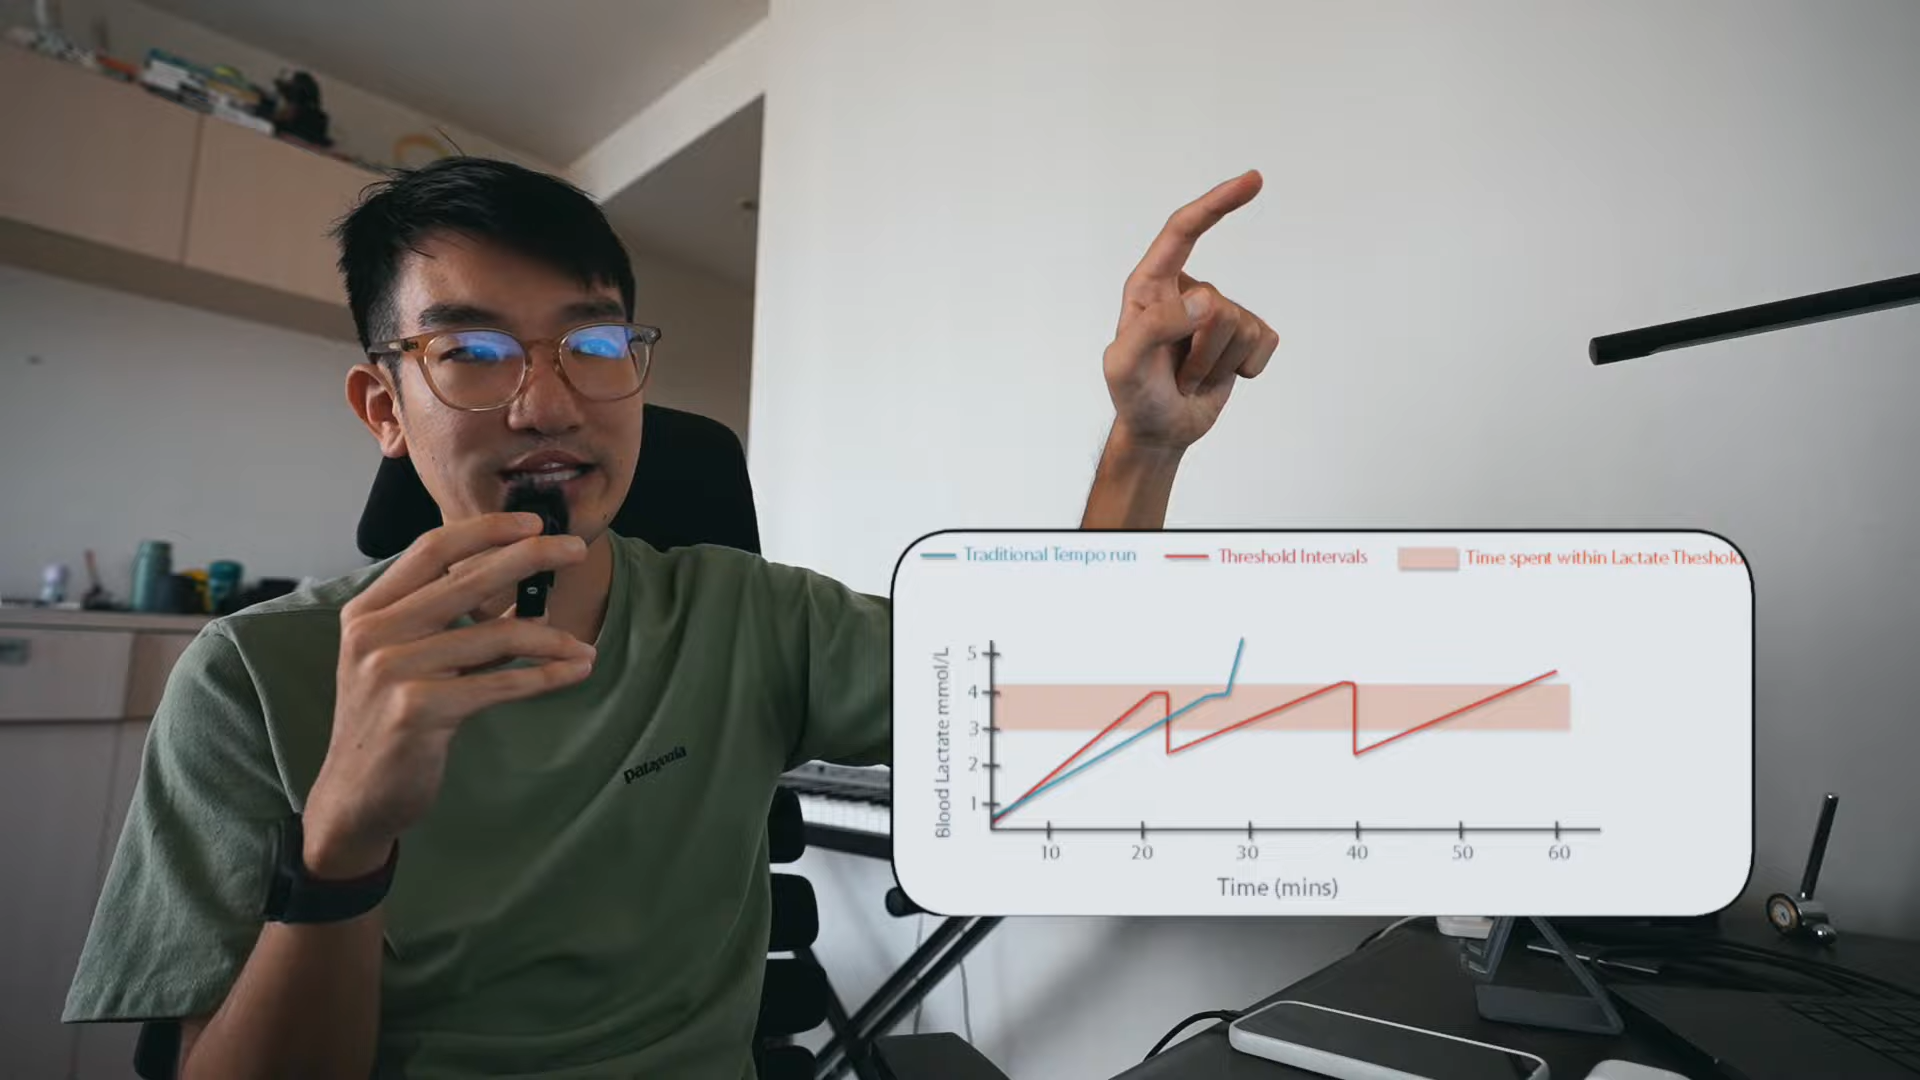 Traditional Tempo run
Threshold Intervals
Time spent within Lactate Theshold
Blood Lactate mmol/L
5
4
3
2
1
10 20 30 40 50 60
Time (mins)
patagonia